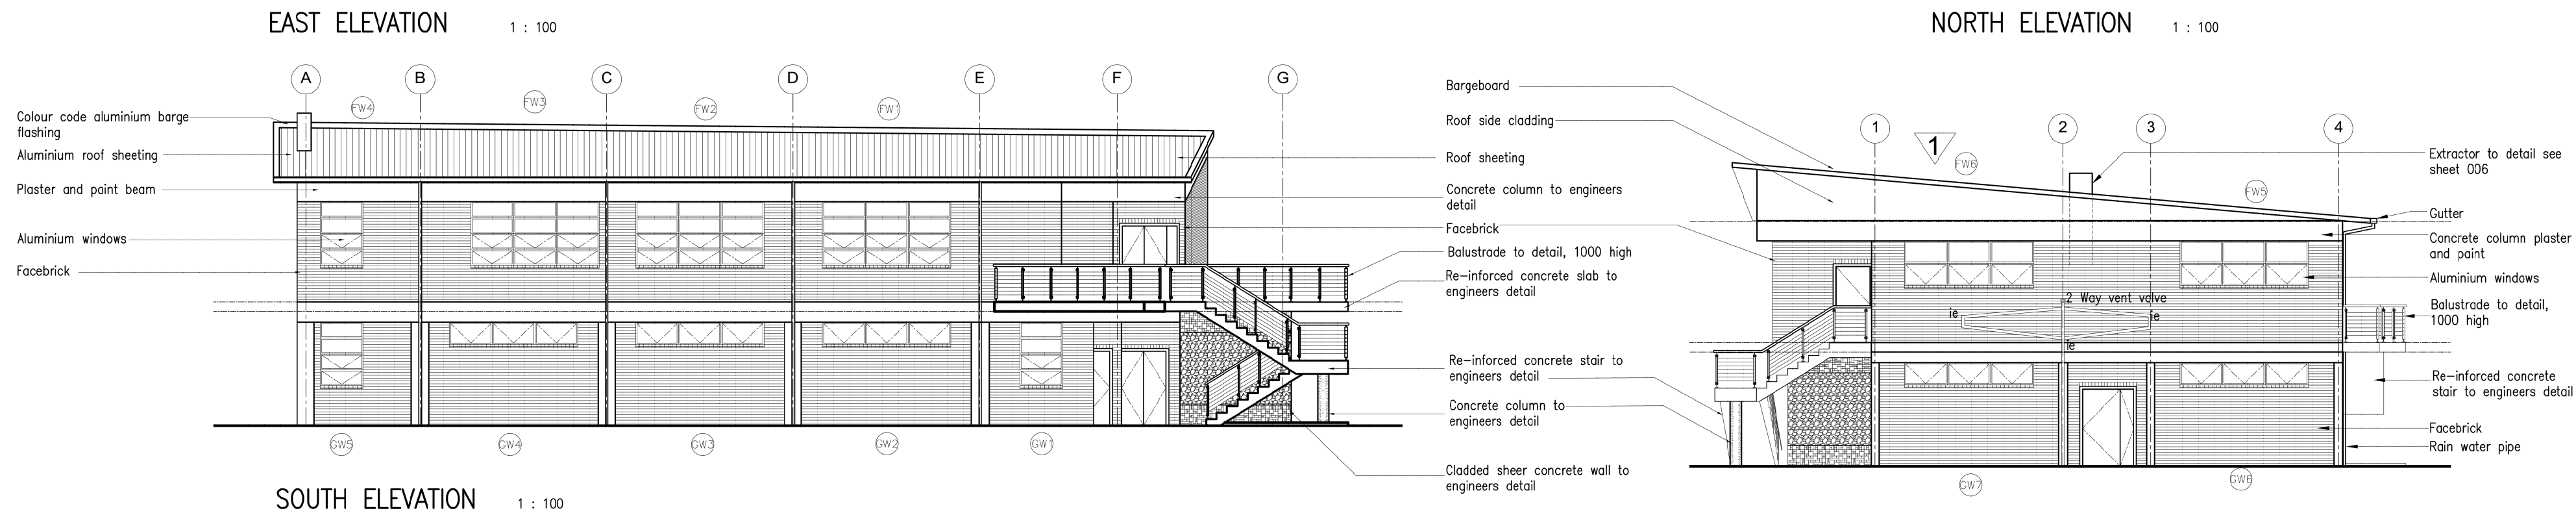 EAST ELEVATION 1 : 100
A B C D E F G
FW4 FW3 FW2 FW1
Colour code aluminium barge
flashing
Aluminium roof sheeting
Plaster and paint beam
Aluminium windows
Facebrick
Roof sheeting
Concrete column to engineers
detail
Facebrick
Balustrade to detail, 1000 high
Re-inforced concrete slab to
engineers detail
Re-inforced concrete stair to
engineers detail
Concrete column to
engineers detail
Cladded sheer concrete wall to
engineers detail
GW5 GW4 GW3 GW2 GW1
SOUTH ELEVATION 1 : 100
NORTH ELEVATION 1 : 100
Bargeboard
Roof side cladding
1 1 2 3 4
FW6 FW5
Extractor to detail see
sheet 006
Gutter
Concrete column plaster
and paint
Aluminium windows
2 Way vent valve
ie ie
ie
Balustrade to detail,
1000 high
Re-inforced concrete
stair to engineers detail
Facebrick
Rain water pipe
GW7 GW6